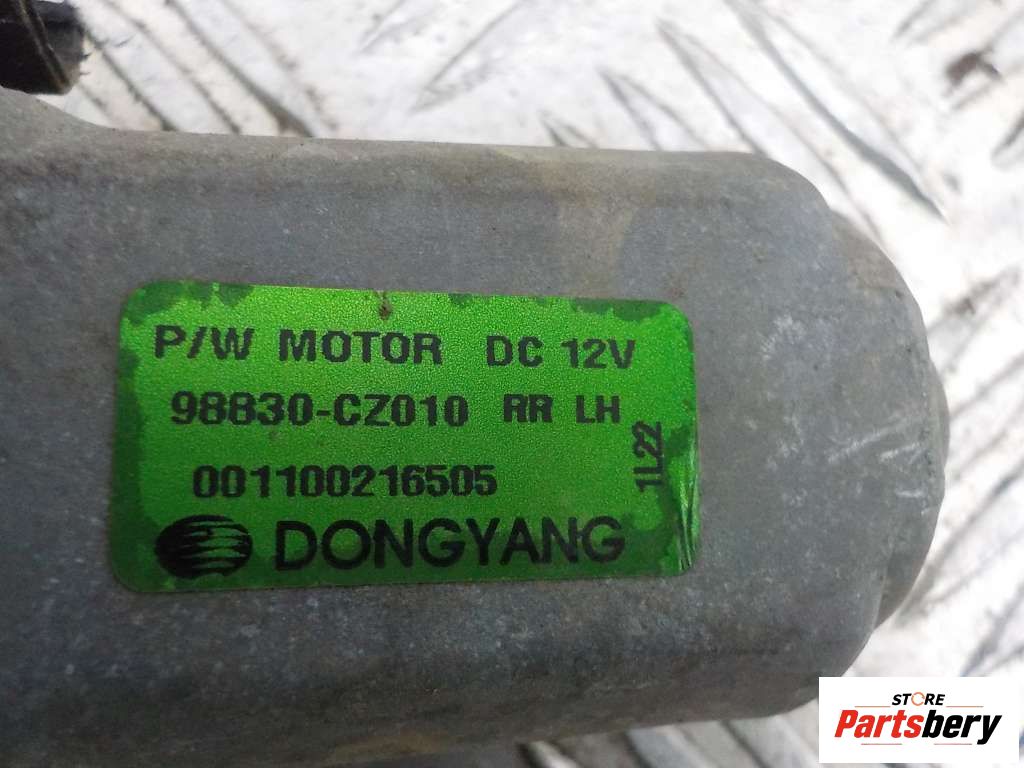 P/W MOTOR DC 12V
98830-CZ010 RR LH
001100216505
1L22
DONGYANG
STORE
Partsbery